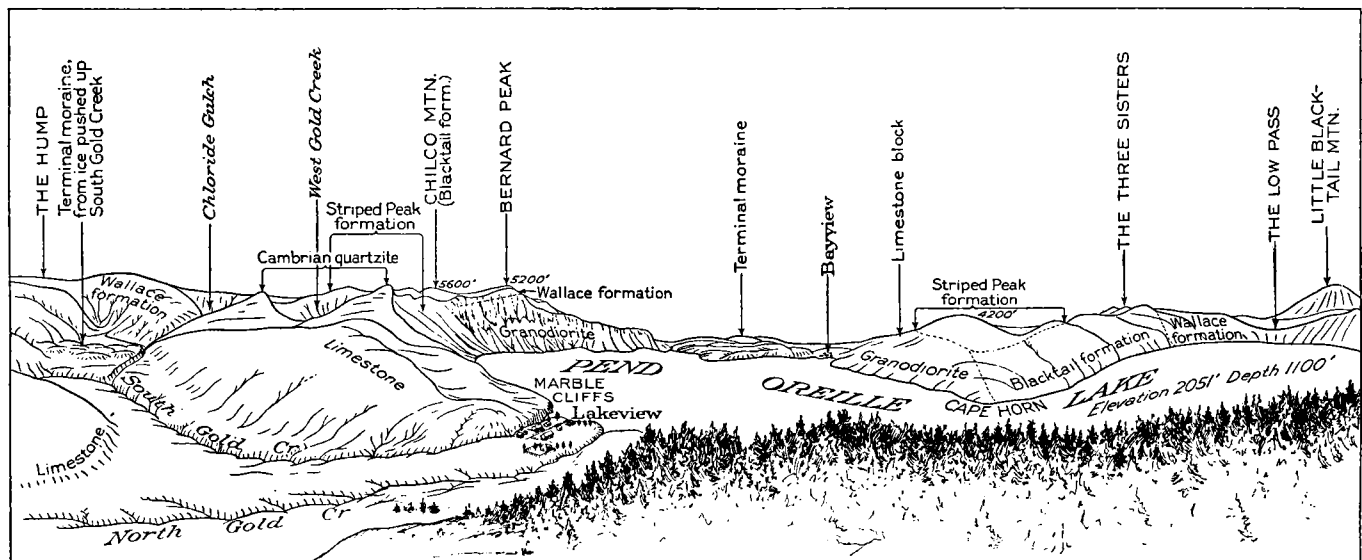 THE HUMP
Terminal moraine,
from ice pushed up
South Gold Creek
Chloride Gulch
West Gold Creek
Striped Peak
formation
Cambrian quartzite
CHILCO MTN.
(Blacktail form.)
BERNARD PEAK
Terminal moraine
Bayview
Limestone block
Striped Peak
formation
4200'
THE THREE SISTERS
THE LOW PASS
LITTLE BLACK-
TAIL MTN.
5600'
5200'
Wallace formation
Wallace
formation
Granodiorite
Limestone
PEND
OREILLE
LAKE
Elevation 2051' Depth 1100'
Granodiorite
Blacktail formation
Wallace
formation
CAPE HORN
MARBLE
CLIFFS
Lakeview
South Gold Cr.
Limestone
North Gold Cr